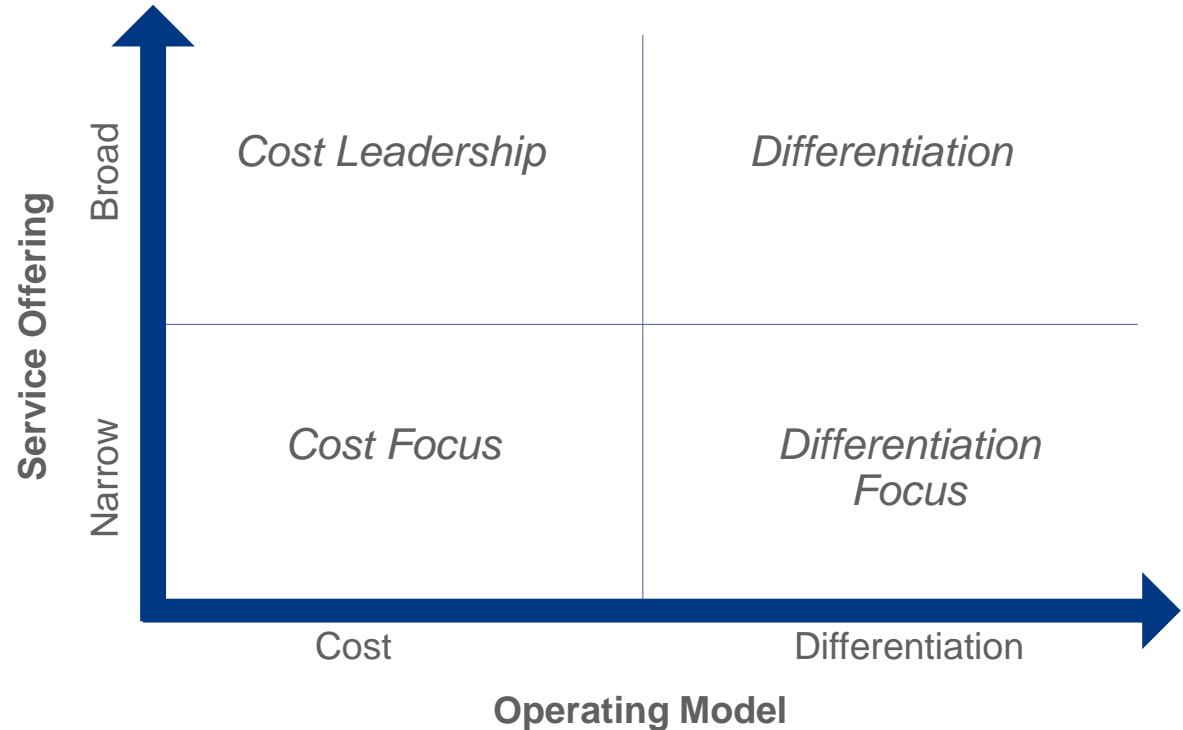 Service Offering
Broad
Narrow
Cost Leadership
Differentiation
Cost Focus
Differentiation
Focus
Cost
Differentiation
Operating Model